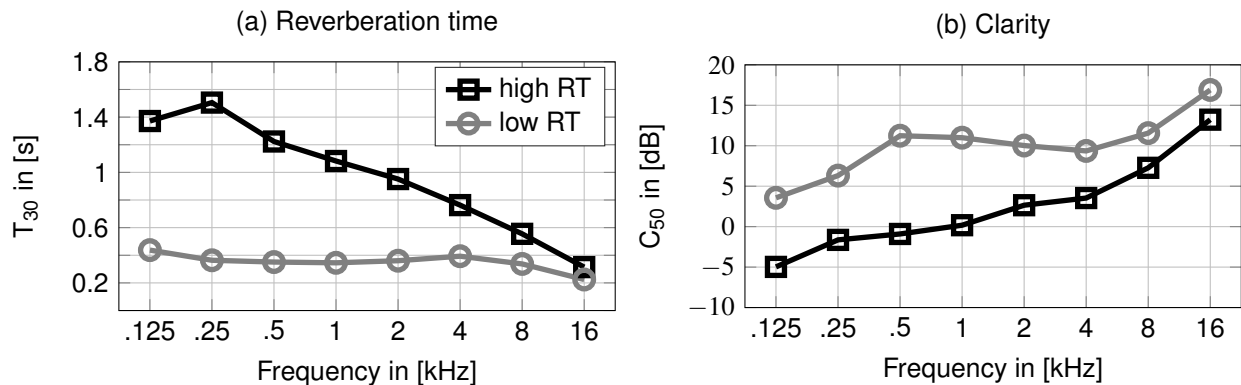 (a) Reverberation time
1.8
1.4
1
0.6
0.2
T30 in [s]
high RT
low RT
.125 .25 .5 1 2 4 8 16
Frequency in [kHz]
(b) Clarity
20
15
10
5
0
−5
−10
C50 in [dB]
.125 .25 .5 1 2 4 8 16
Frequency in [kHz]